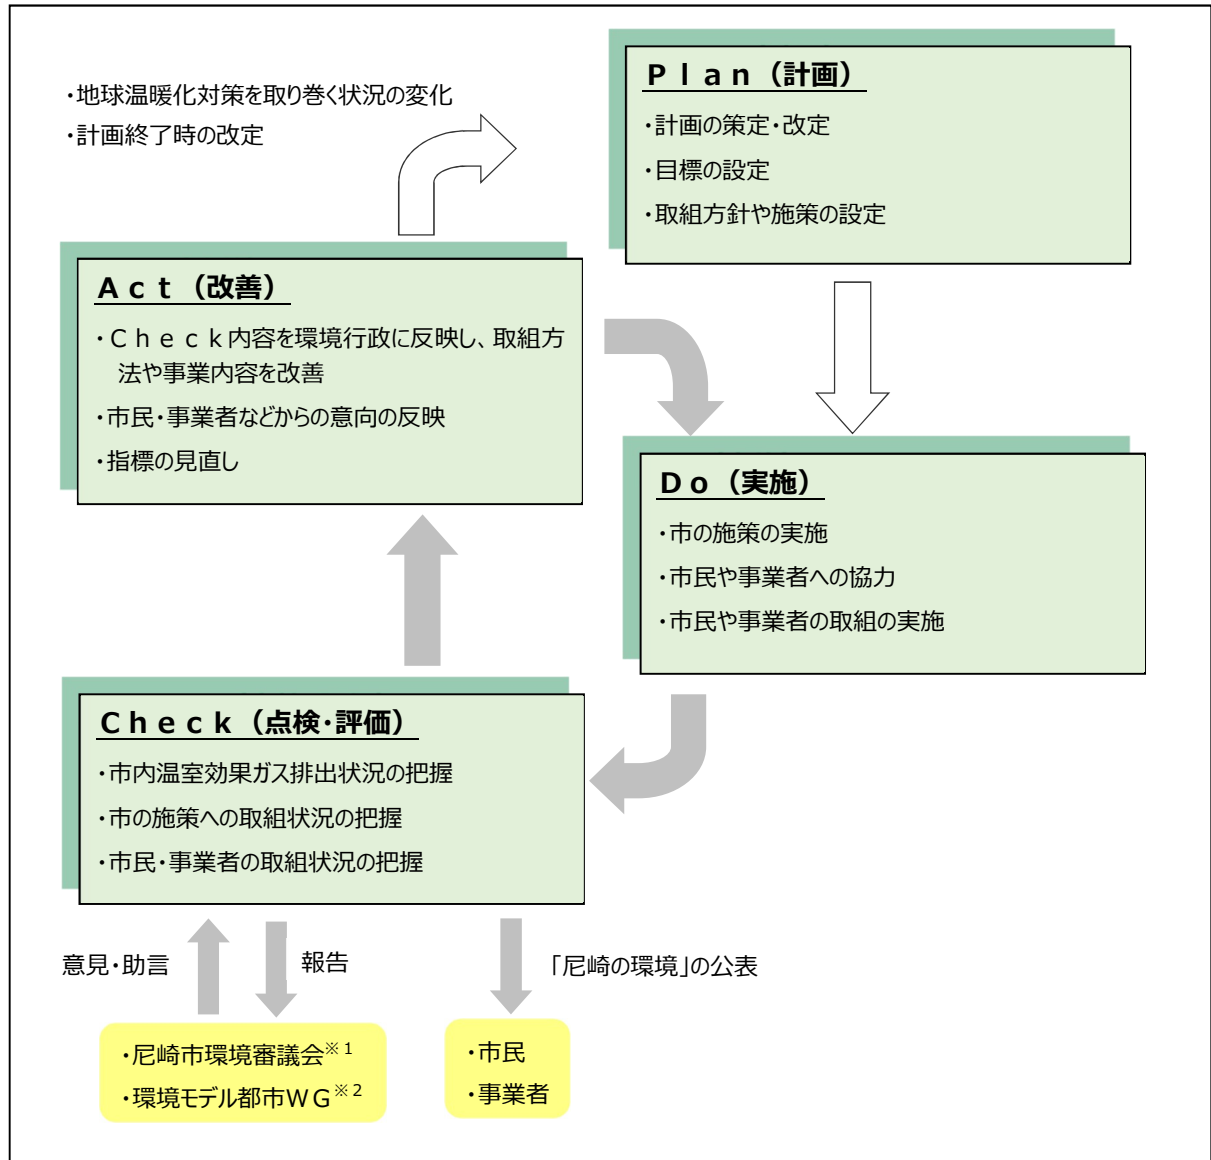 ・地球温暖化対策を取り巻く状況の変化
・計画終了時の改定
Ｐｌａｎ（計画）
・計画の策定・改定
・目標の設定
・取組方針や施策の設定
Ａｃｔ（改善）
・Ｃｈｅｃｋ内容を環境行政に反映し、取組方
法や事業内容を改善
・市民・事業者などからの意向の反映
・指標の見直し
Ｄｏ（実施）
・市の施策の実施
・市民や事業者への協力
・市民や事業者の取組の実施
Ｃｈｅｃｋ（点検・評価）
・市内温室効果ガス排出状況の把握
・市の施策への取組状況の把握
・市民・事業者の取組状況の把握
意見・助言
報告
「尼崎の環境」の公表
・尼崎市環境審議会※1
・環境モデル都市ＷＧ※2
・市民
・事業者